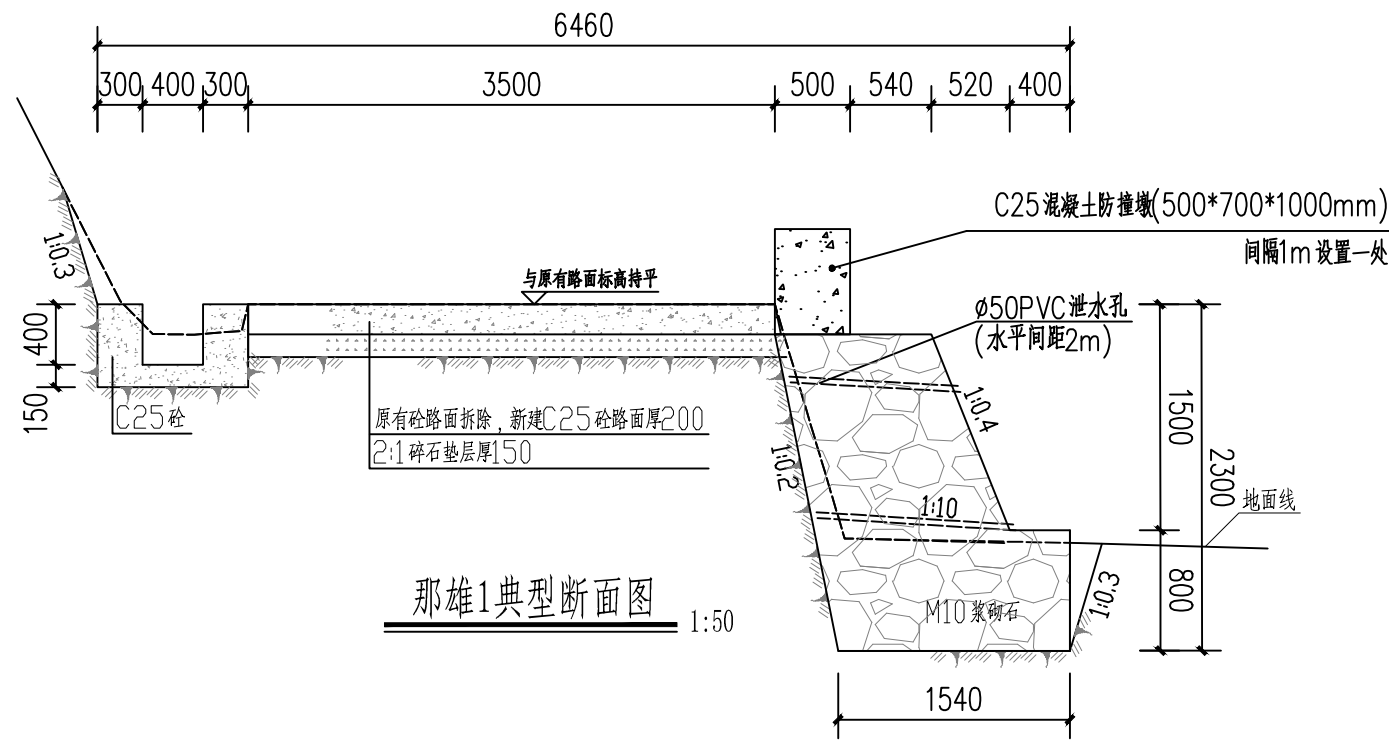 6460
300 400 300 3500 500 540 520 400
C25混凝土防撞墩(500*700*1000mm)
间隔1m设置一处
1:0.3
与原有路面标高持平
ø50PVC泄水孔
(水平间距2m)
400
150
C25砼
原有砼路面拆除，新建C25砼路面厚200
2:1碎石垫层厚150
1:0.4
1:0.2
1:10
1500
2300
800
地面线
1:0.3
M10浆砌石
那雄1典型断面图 1:50
1540